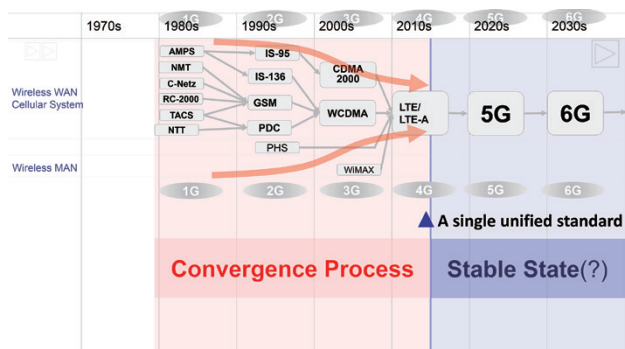 1G 2G 3G 4G 5G 6G
1970s 1980s 1990s 2000s 2010s 2020s 2030s
AMPS
NMT
C-Netz
RC-2000
TACS
NTT
IS-95
IS-136
GSM
PDC
PHS
CDMA
2000
WCDMA
WiMAX
LTE/
LTE-A
5G
6G
Wireless WAN
Cellular System
Wireless MAN
1G 2G 3G 4G 5G 6G
A single unified standard
Convergence Process
Stable State(?)